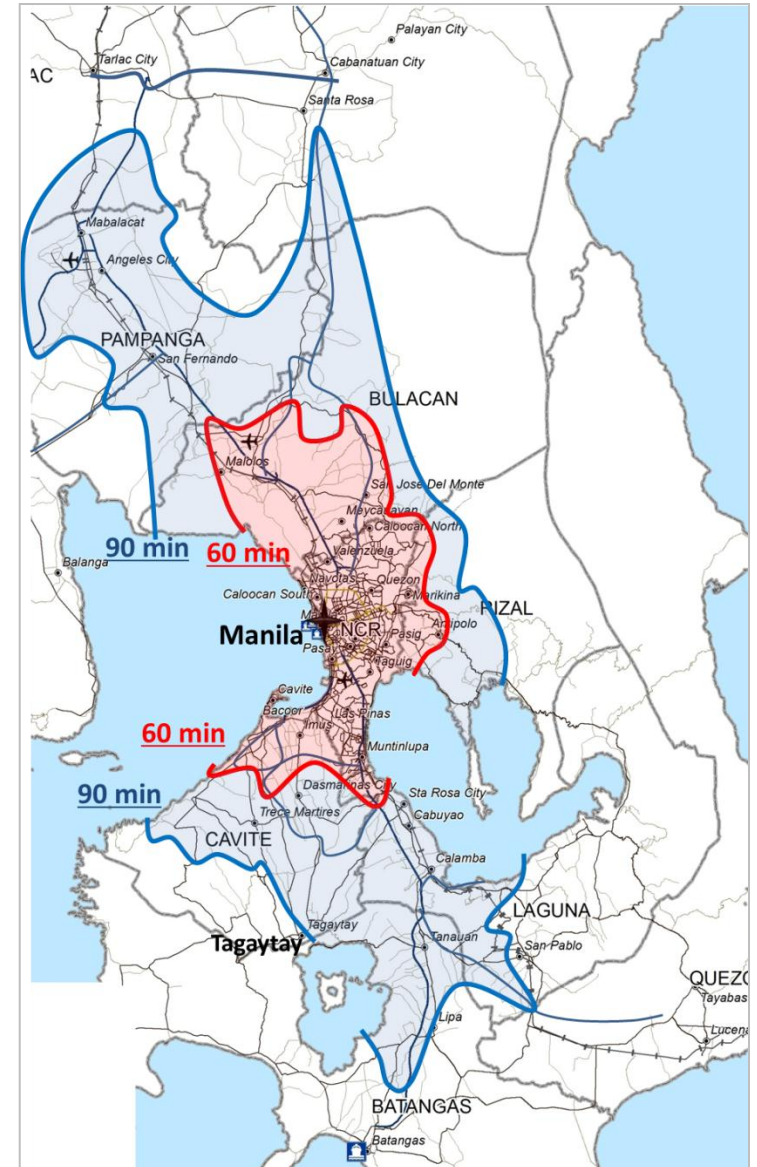 Palayan City
Tarlac City
Cabanatuan City
AC
Santa Rosa
Mabalacat
Angeles City
PAMPANGA
San Fernando
BULACAN
Malolos
San Jose Del Monte
Meycauayan
Caloocan North
90 min
60 min
Valenzuela
Balanga
Navotas
Quezon
Caloocan South
Marikina
RIZAL
Ma
Antipolo
Manila
NCR
Pasig
Pasay
Taguig
Cavite
Bacoor
Las Pinas
Imus
60 min
Muntinlupa
90 min
Dasmarinas City
Sta Rosa City
Trece Martires
Cabuyao
CAVITE
Calamba
LAGUNA
Tagaytay
Tagaytay
Tanauan
San Pablo
QUEZO
Tayabas
Lipa
Lucena
BATANGAS
Batangas